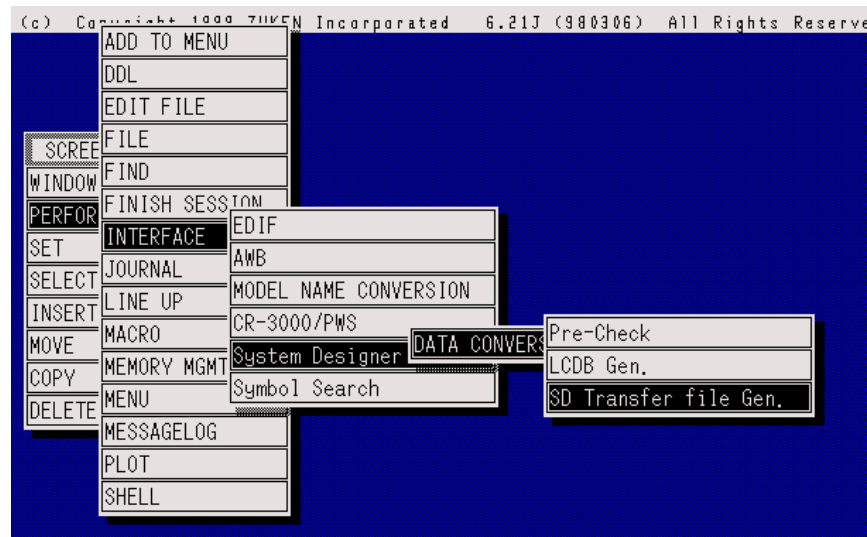 (c) Copyright 1999 ZUKEN Incorporated 6.21J (980306) All Rights Reserve
ADD TO MENU
DDL
EDIT FILE
FILE
FIND
FINISH SESSION
INTERFACE
JOURNAL
LINE UP
MACRO
MEMORY MGMT
MENU
MESSAGELOG
PLOT
SHELL
SCREE
WINDOW
PERFOR
SET
SELECT
INSERT
MOVE
COPY
DELETE
EDIF
AWB
MODEL NAME CONVERSION
CR-3000/PWS
System Designer
Symbol Search
DATA CONVERS
Pre-Check
LCDB Gen.
SD Transfer file Gen.